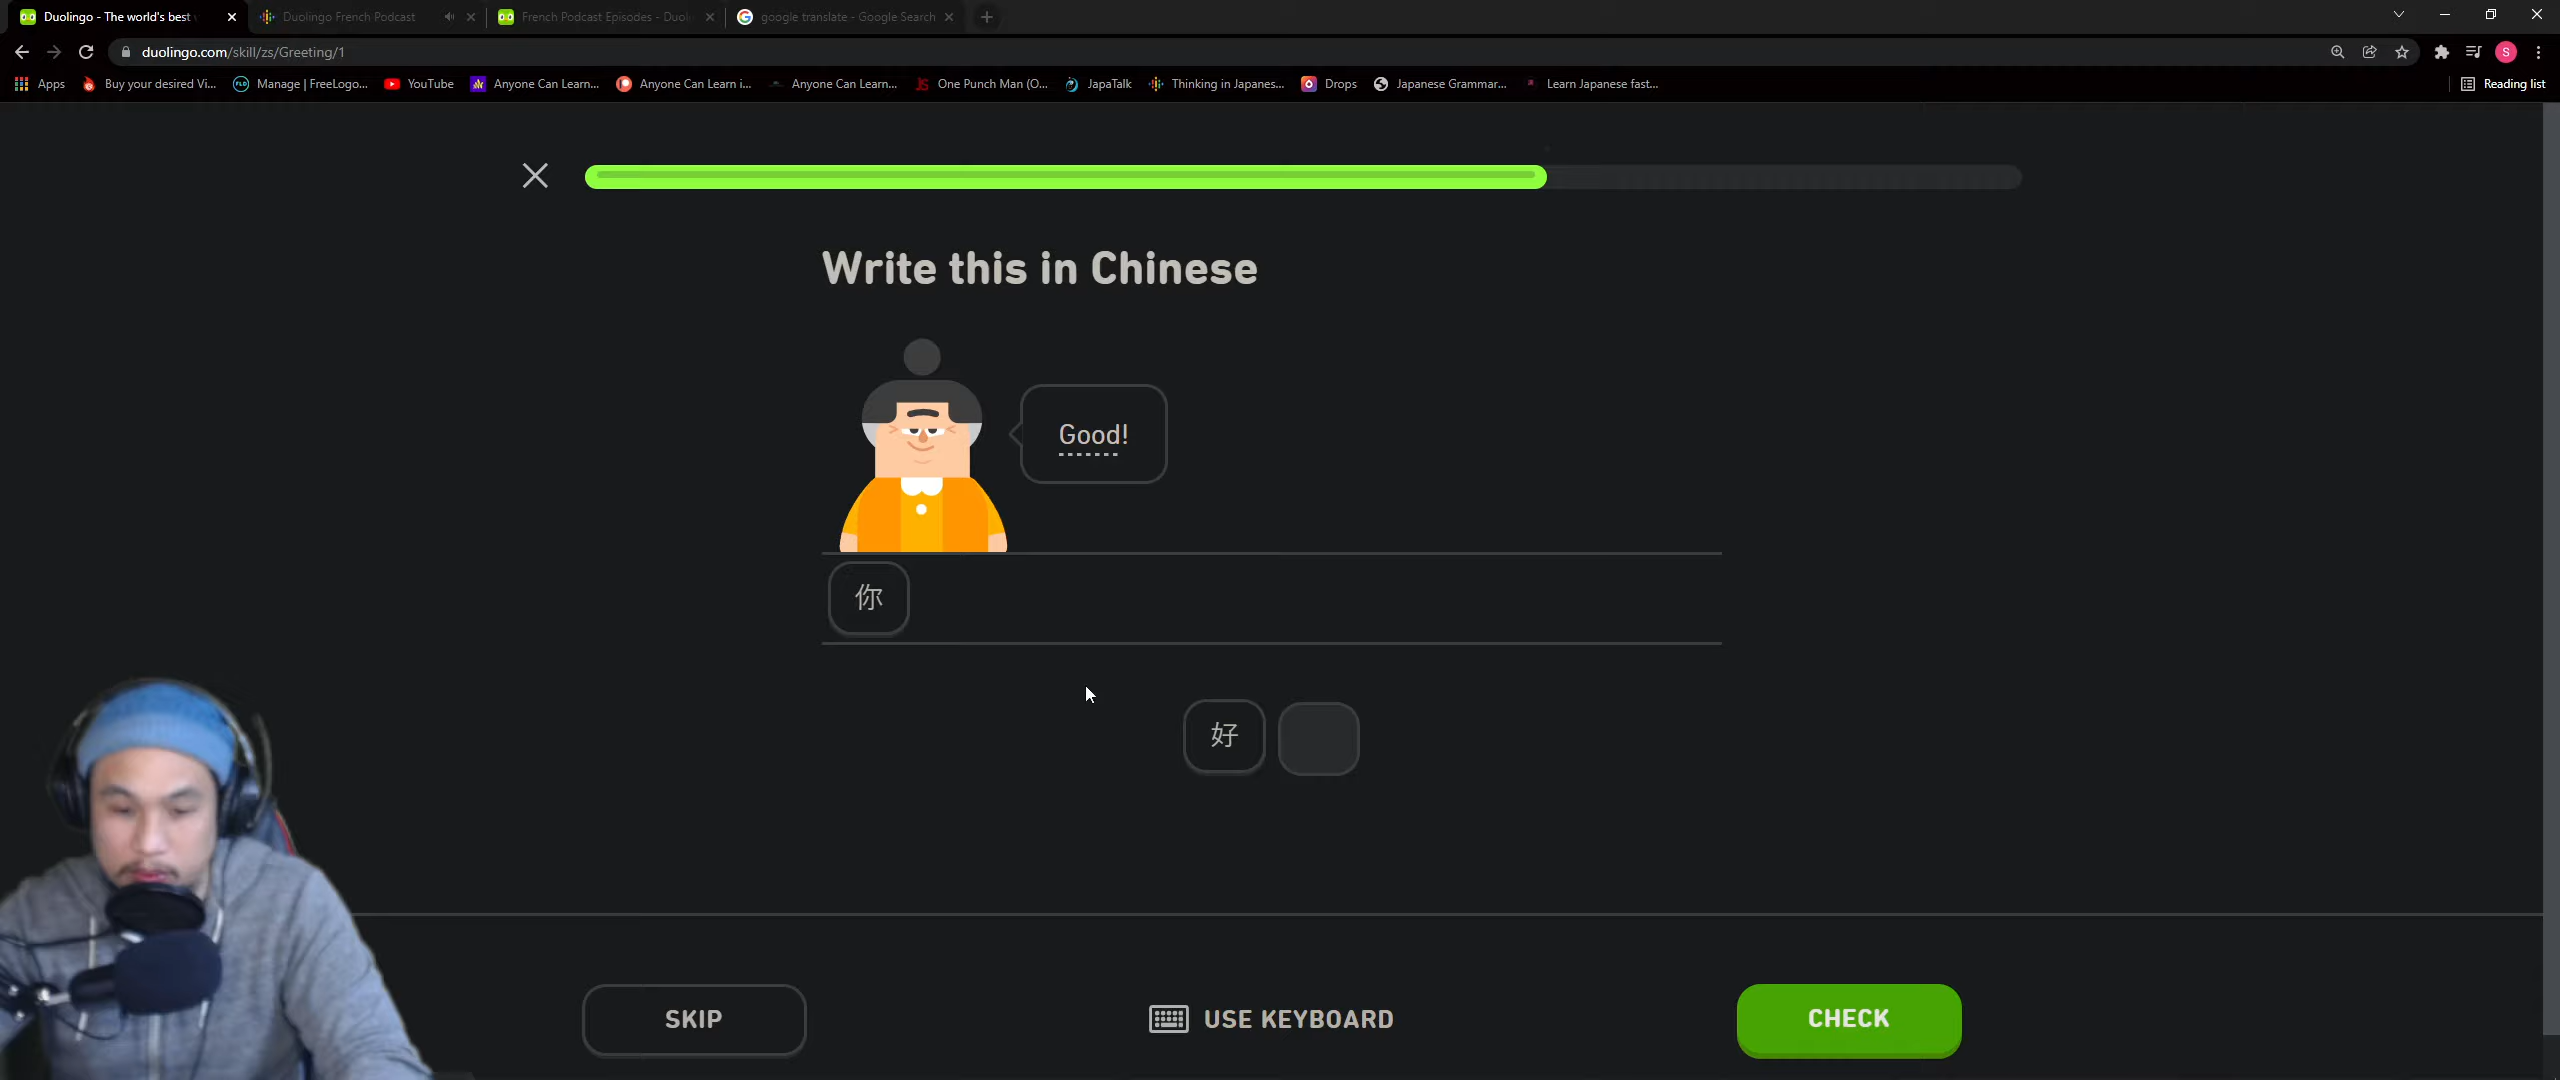 Duolingo - The world's best
Duolingo French Podcast
French Podcast Episodes - Duol
google translate - Google Search
duolingo.com/skill/zs/Greeting/1
S
Apps
Buy your desired Vi...
Manage | FreeLogo...
YouTube
Anyone Can Learn...
Anyone Can Learn i...
Anyone Can Learn...
One Punch Man (O...
JapaTalk
Thinking in Japanes...
Drops
Japanese Grammar...
Learn Japanese fast...
Reading list
Write this in Chinese
Good!
你
好
SKIP
USE KEYBOARD
CHECK